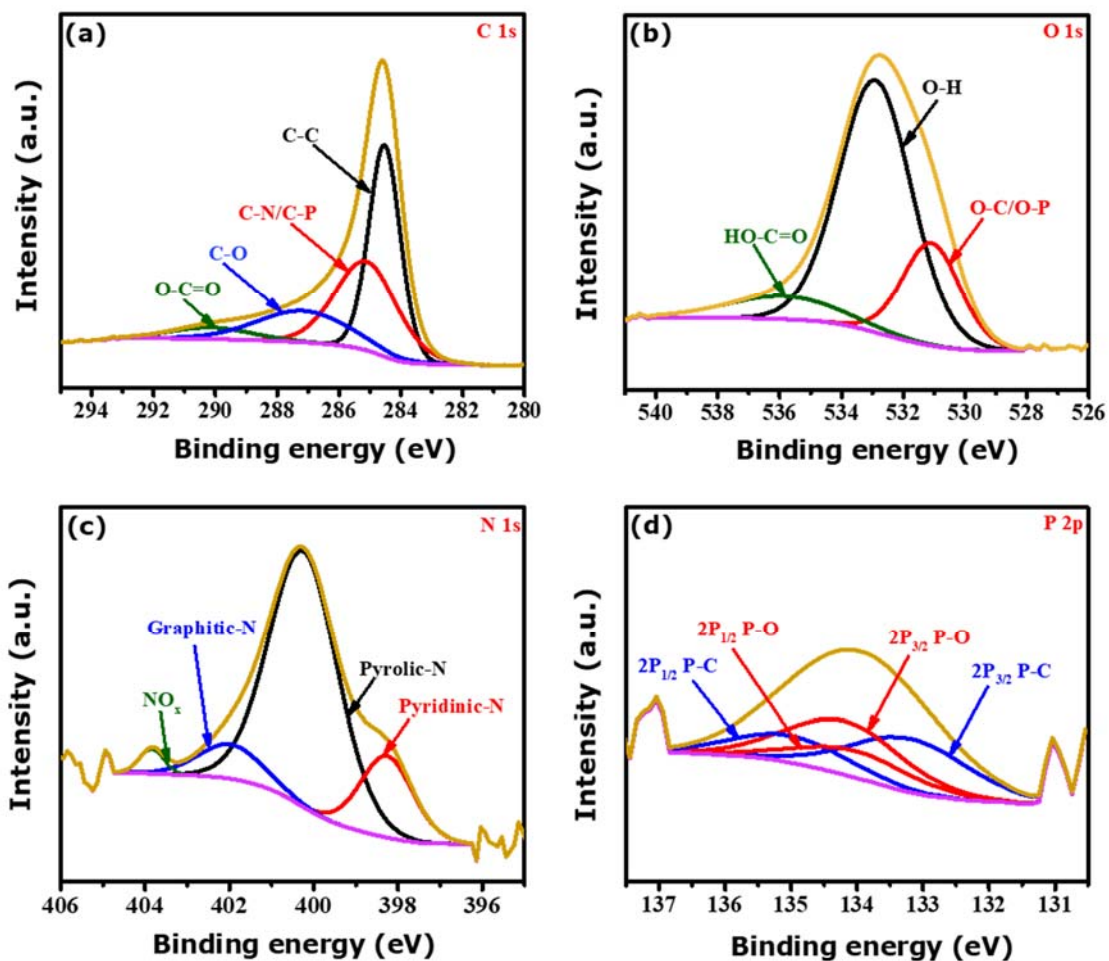 (a)
C 1s
C-C
C-N/C-P
C-O
O-C=O
Intensity (a.u.)
294 292 290 288 286 284 282 280
Binding energy (eV)
(b)
O 1s
O-H
O-C/O-P
HO-C=O
Intensity (a.u.)
540 538 536 534 532 530 528 526
Binding energy (eV)
(c)
N 1s
Graphitic-N
Pyrolic-N
NOx
Pyridinic-N
Intensity (a.u.)
406 404 402 400 398 396
Binding energy (eV)
(d)
P 2p
2P1/2 P-O
2P3/2 P-O
2P1/2 P-C
2P3/2 P-C
Intensity (a.u.)
137 136 135 134 133 132 131
Binding energy (eV)